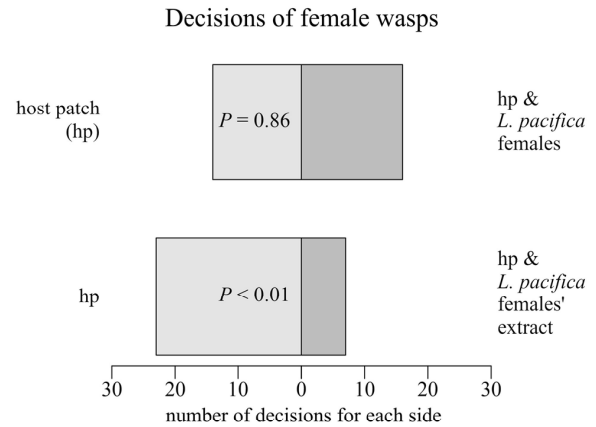 Decisions of female wasps
host patch
(hp)
P = 0.86
hp &
L. pacifica
females
hp
P < 0.01
hp &
L. pacifica
females'
extract
30 20 10 0 10 20 30
number of decisions for each side